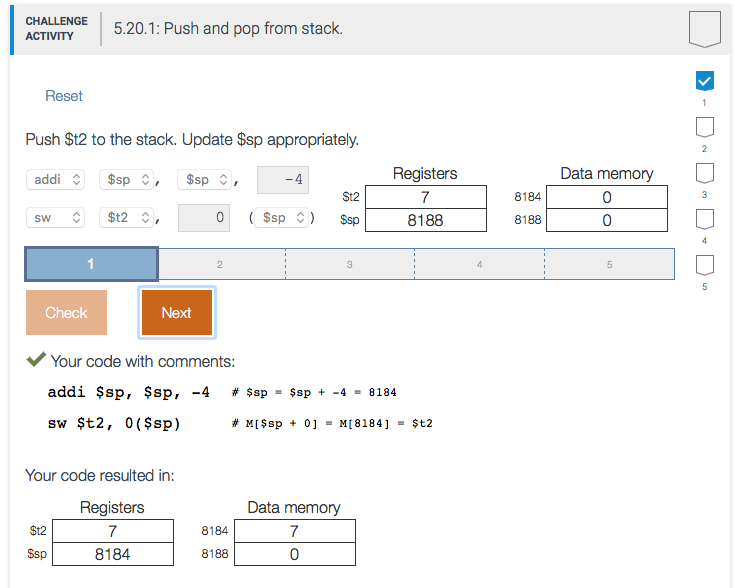 CHALLENGE
ACTIVITY
5.20.1: Push and pop from stack.
Reset
1
2
3
4
5
Push $t2 to the stack. Update $sp appropriately.
addi $sp , $sp , -4
sw $t2 , 0 ( $sp )
Registers Data memory
$t2 7 8184 0
$sp 8188 8188 0
1 2 3 4 5
Check Next
Your code with comments:
addi $sp, $sp, -4 # $sp = $sp + -4 = 8184
sw $t2, 0($sp) # M[$sp + 0] = M[8184] = $t2
Your code resulted in:
Registers Data memory
$t2 7 8184 7
$sp 8184 8188 0